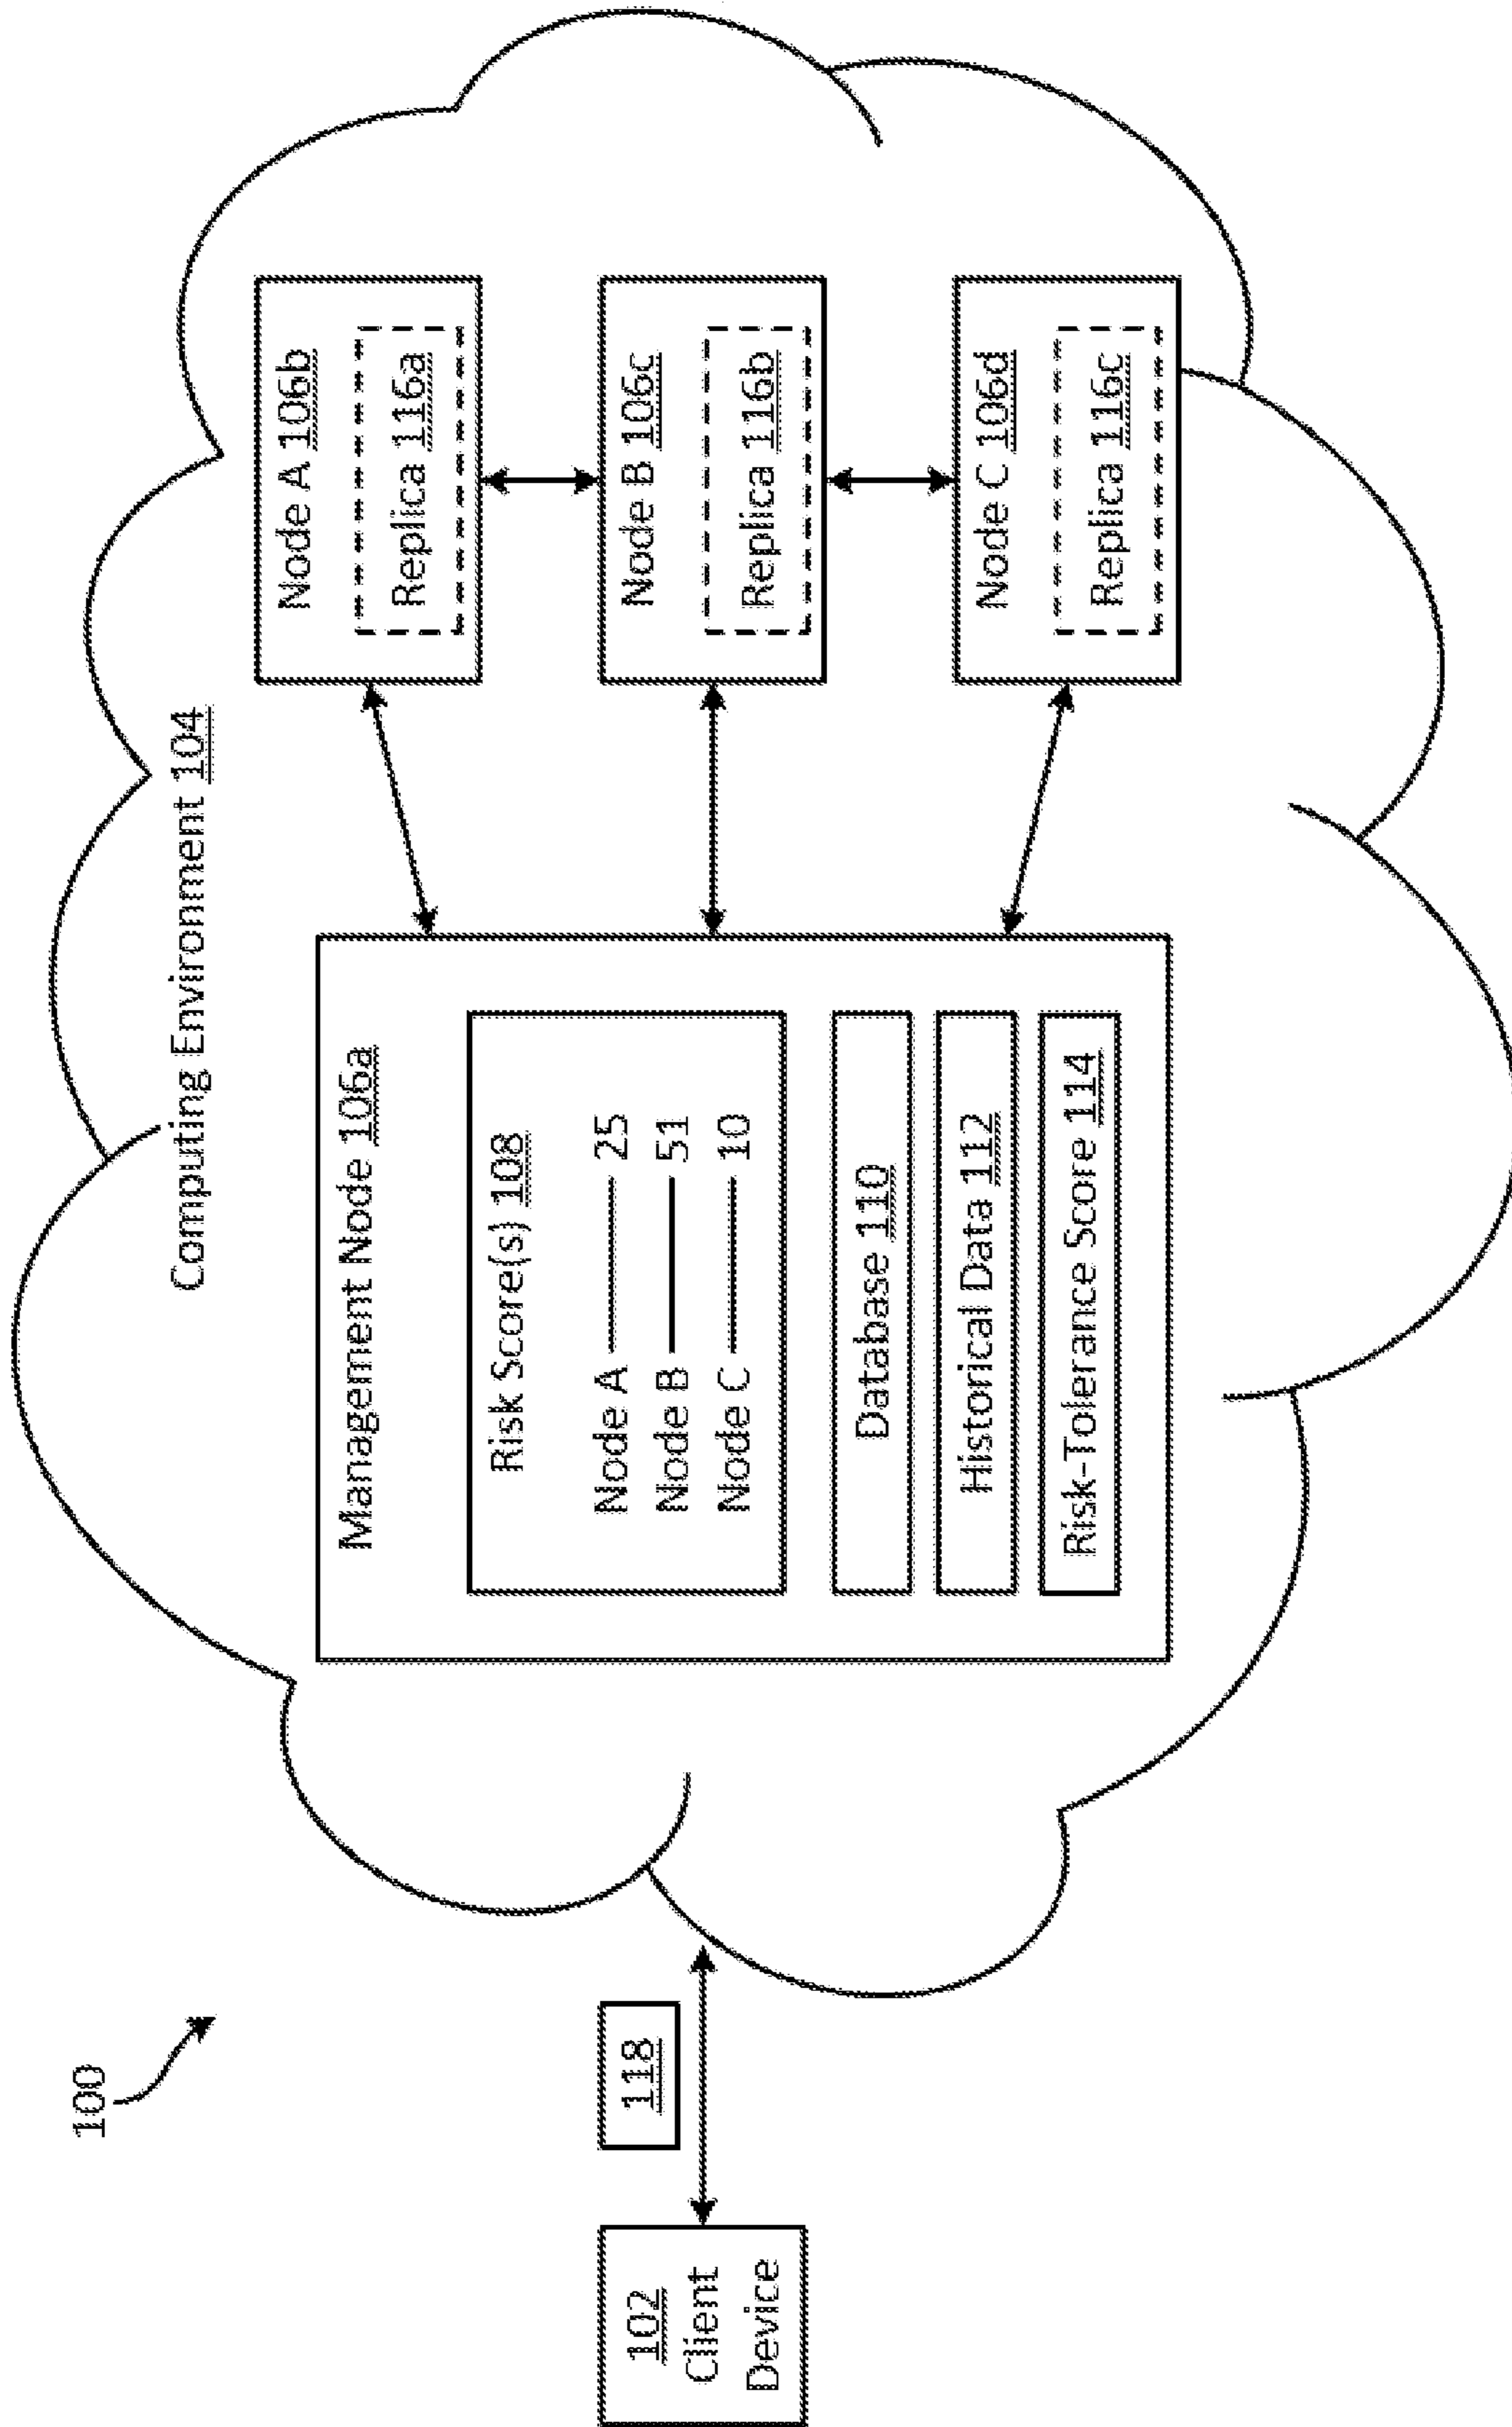 100
Computing Environment 104
102
Client
Device
118
Management Node 106a
Risk Score(s) 108
Node A 25
Node B 51
Node C 10
Database 110
Historical Data 112
Risk-Tolerance Score 114
Node A 106b
Replica 116a
Node B 106c
Replica 116b
Node C 106d
Replica 116c